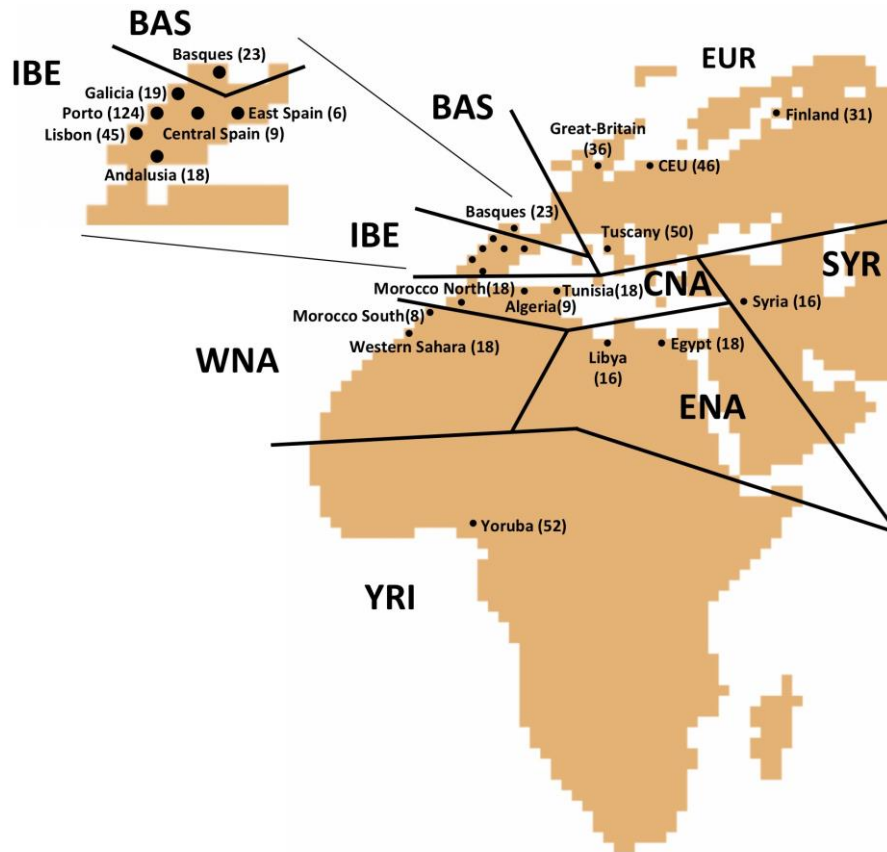 BAS
Basques (23)
IBE
Galicia (19)
Porto (124)
East Spain (6)
Lisbon (45)
Central Spain (9)
Andalusia (18)
EUR
BAS
Great-Britain
(36)
Finland (31)
CEU (46)
Basques (23)
IBE
Tuscany (50)
SYR
CNA
Morocco North(18)
Tunisia(18)
Algeria(9)
Syria (16)
Morocco South(8)
Western Sahara (18)
WNA
Libya
(16)
Egypt (18)
ENA
Yoruba (52)
YRI